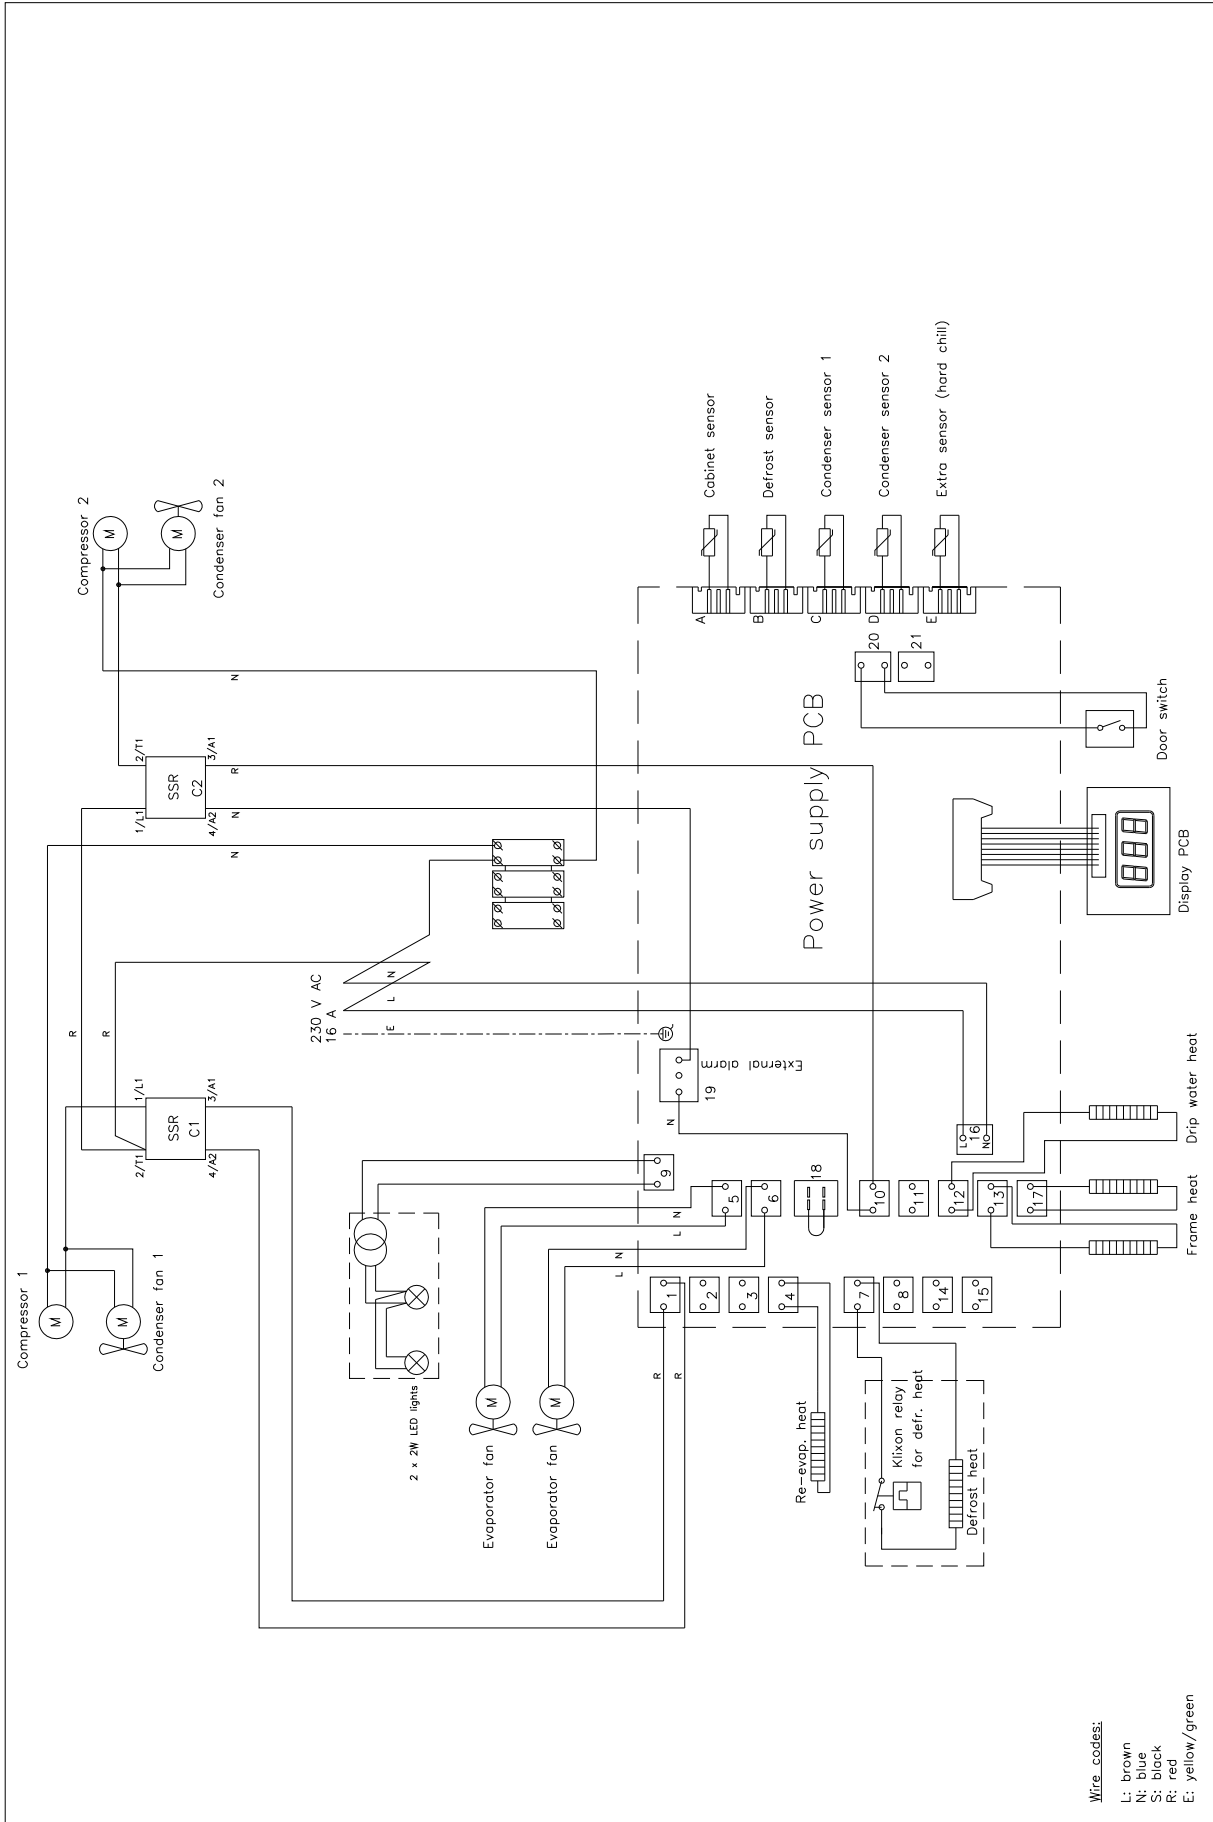 Compressor 1
M
M
Condenser fan 1
2/T1
1/L1
SSR
C1
4/A2
3/A1
R
R
1/L1
2/T1
SSR
C2
4/A2
3/A1
N
N
R
N
Compressor 2
M
M
Condenser fan 2
2 x 2W LED lights
230 V AC
16 A
E
L
N
Evaporator fan
M
Evaporator fan
M
L
N
L
N
R
R
Re-evap. heat
Klixon relay
for defr. heat
Defrost heat
1
2
3
4
7
8
14
15
9
5
6
18
10
11
12
13
17
19
N
External alarm
L
N
16
Power supply PCB
20
21
A
B
C
D
E
Cabinet sensor
Defrost sensor
Condenser sensor 1
Condenser sensor 2
Extra sensor (hard chill)
Frame heat
Drip water heat
Display PCB
Door switch
Wire codes:
L: brown
N: blue
S: black
R: red
E: yellow/green